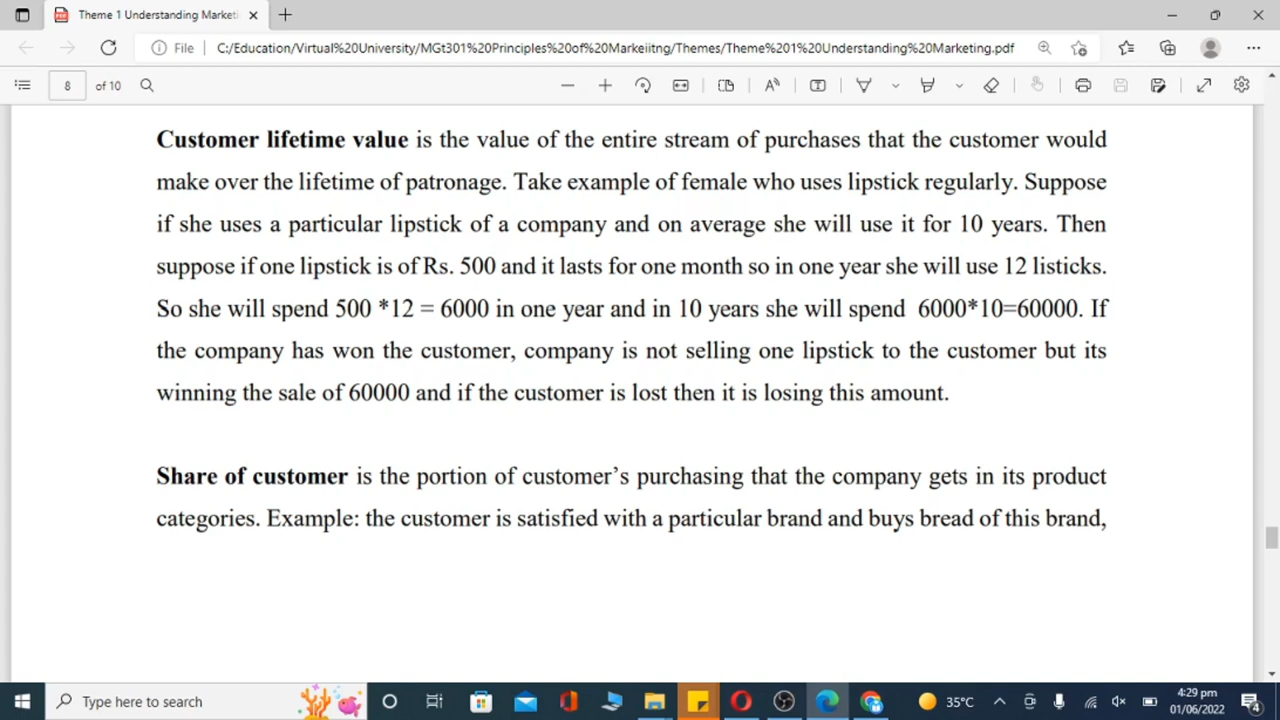 Theme 1 Understanding Marketi
File C:/Education/Virtual%20University/MGt301%20Principles%20of%20Markeiitng/Themes/Theme%201%20Understanding%20Marketing.pdf
8 of 10
Customer lifetime value is the value of the entire stream of purchases that the customer would
make over the lifetime of patronage. Take example of female who uses lipstick regularly. Suppose
if she uses a particular lipstick of a company and on average she will use it for 10 years. Then
suppose if one lipstick is of Rs. 500 and it lasts for one month so in one year she will use 12 listicks.
So she will spend 500 *12 = 6000 in one year and in 10 years she will spend 6000*10=60000. If
the company has won the customer, company is not selling one lipstick to the customer but its
winning the sale of 60000 and if the customer is lost then it is losing this amount.
Share of customer is the portion of customer’s purchasing that the company gets in its product
categories. Example: the customer is satisfied with a particular brand and buys bread of this brand,
Type here to search
35°C
4:29 pm
01/06/2022
4